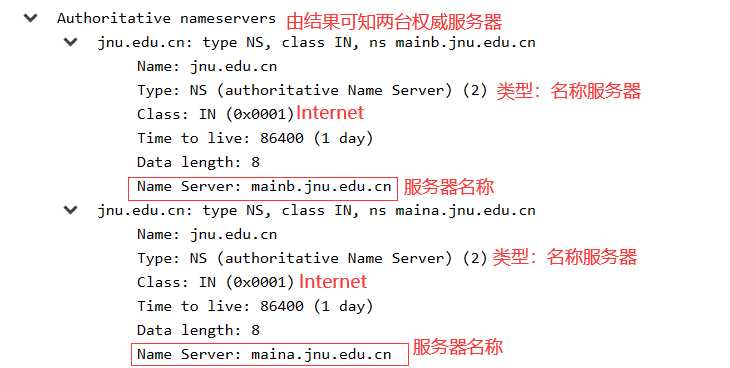 Authoritative nameservers 由结果可知两台权威服务器
jnu.edu.cn: type NS, class IN, ns mainb.jnu.edu.cn
Name: jnu.edu.cn
Type: NS (authoritative Name Server) (2) 类型：名称服务器
Class: IN (0x0001) Internet
Time to live: 86400 (1 day)
Data length: 8
Name Server: mainb.jnu.edu.cn 服务器名称
jnu.edu.cn: type NS, class IN, ns maina.jnu.edu.cn
Name: jnu.edu.cn
Type: NS (authoritative Name Server) (2) 类型：名称服务器
Class: IN (0x0001) Internet
Time to live: 86400 (1 day)
Data length: 8
Name Server: maina.jnu.edu.cn 服务器名称